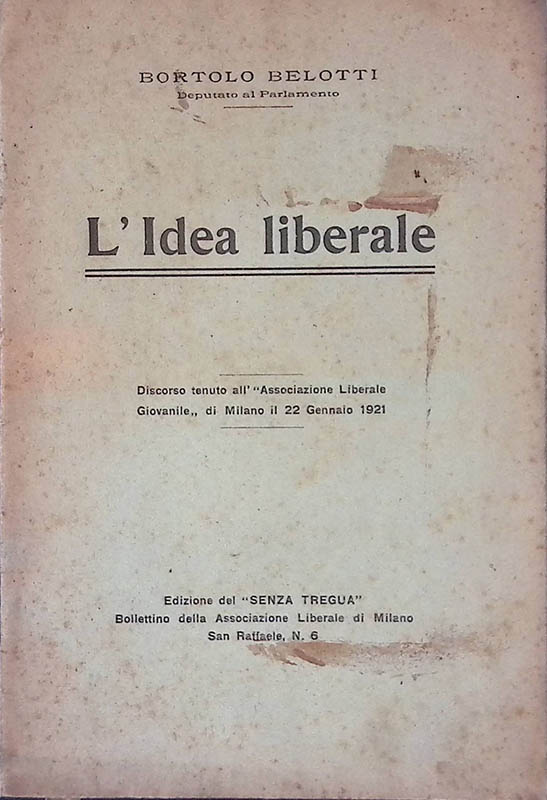 BORTOLO BELOTTI
Deputato al Parlamento
L'Idea liberale
Discorso tenuto all' “Associazione Liberale
Giovanile„ di Milano il 22 Gennaio 1921
Edizione del “SENZA TREGUA”
Bollettino della Associazione Liberale di Milano
San Raffaele, N. 6